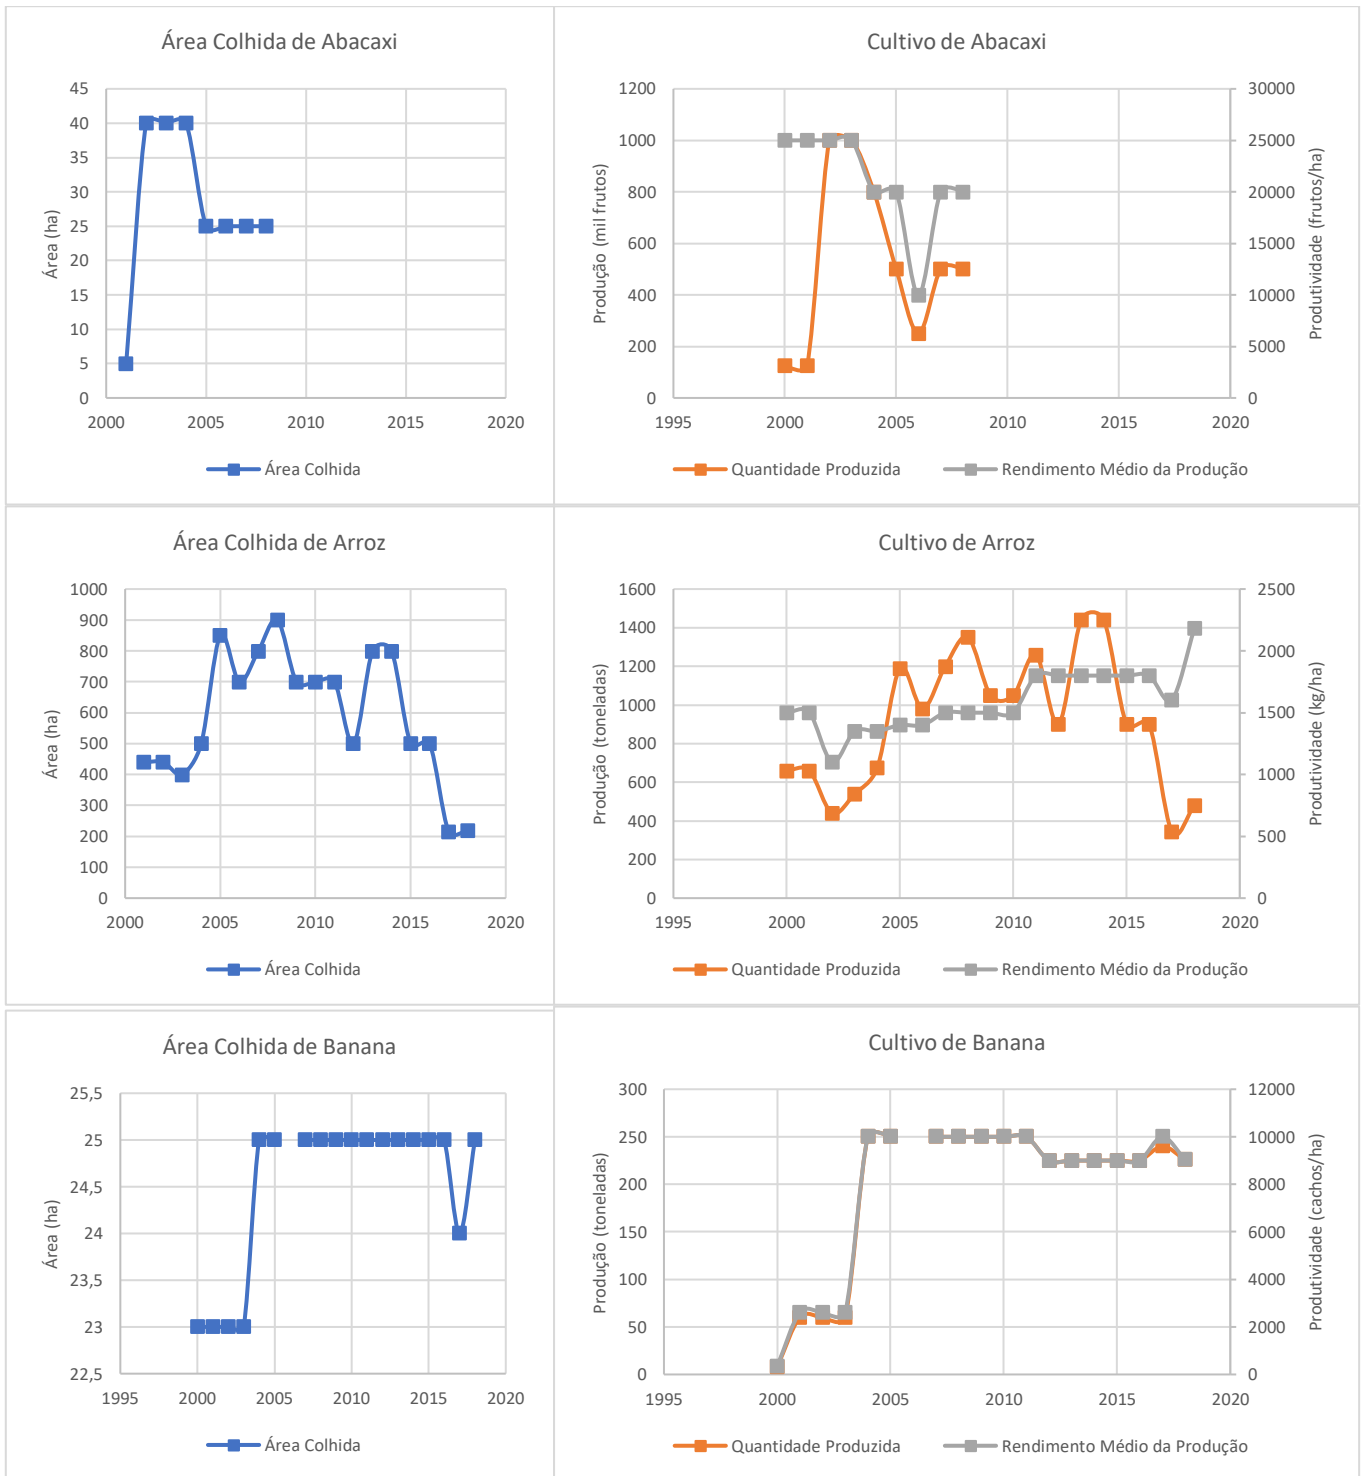 Área Colhida de Abacaxi
45
40
35
30
25
20
15
10
5
0
Área (ha)
2000 2005 2010 2015 2020
Área Colhida
Cultivo de Abacaxi
1200
1000
800
600
400
200
0
Produção (mil frutos)
30000
25000
20000
15000
10000
5000
0
Produtividade (frutos/ha)
1995 2000 2005 2010 2015 2020
Quantidade Produzida Rendimento Médio da Produção
Área Colhida de Arroz
1000
900
800
700
600
500
400
300
200
100
0
Área (ha)
2000 2005 2010 2015 2020
Área Colhida
Cultivo de Arroz
1600
1400
1200
1000
800
600
400
200
0
Produção (toneladas)
2500
2000
1500
1000
500
0
Produtividade (kg/ha)
1995 2000 2005 2010 2015 2020
Quantidade Produzida Rendimento Médio da Produção
Área Colhida de Banana
25,5
25
24,5
24
23,5
23
22,5
Área (ha)
1995 2000 2005 2010 2015 2020
Área Colhida
Cultivo de Banana
300
250
200
150
100
50
0
Produção (toneladas)
12000
10000
8000
6000
4000
2000
0
Produtividade (cachos/ha)
1995 2000 2005 2010 2015 2020
Quantidade Produzida Rendimento Médio da Produção